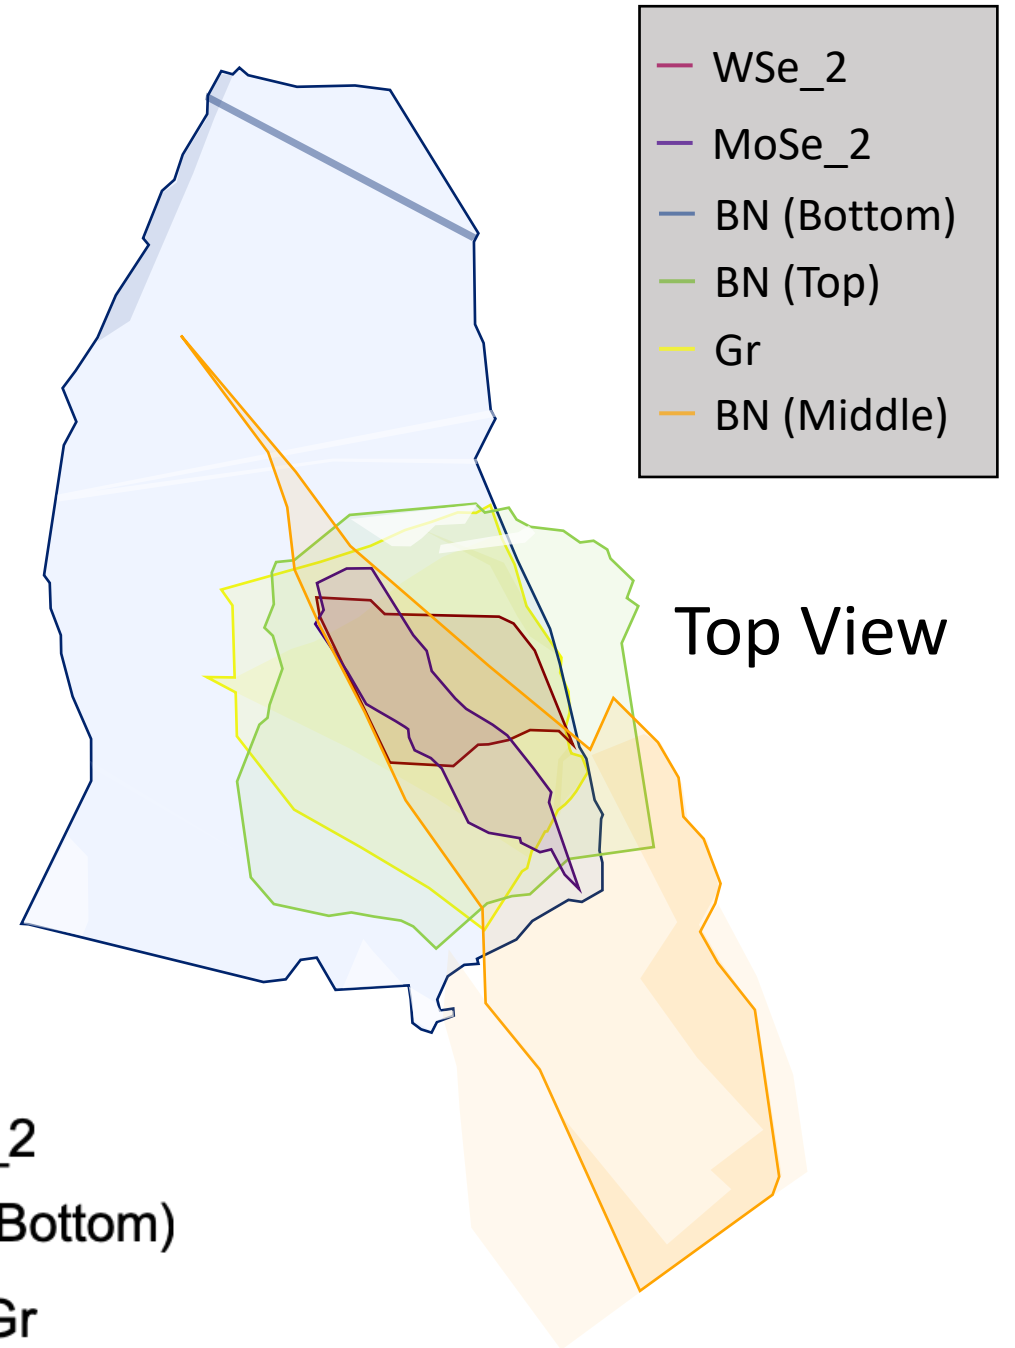 WSe_2
MoSe_2
BN (Bottom)
BN (Top)
Gr
BN (Middle)
Top View
_2
Bottom)
Gr